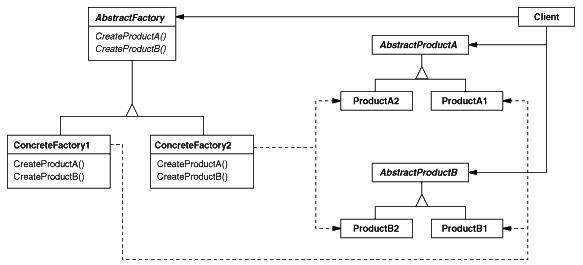 AbstractFactory
CreateProductA()
CreateProductB()
Client
AbstractProductA
ProductA2
ProductA1
ConcreteFactory1
CreateProductA()
CreateProductB()
ConcreteFactory2
CreateProductA()
CreateProductB()
AbstractProductB
ProductB2
ProductB1